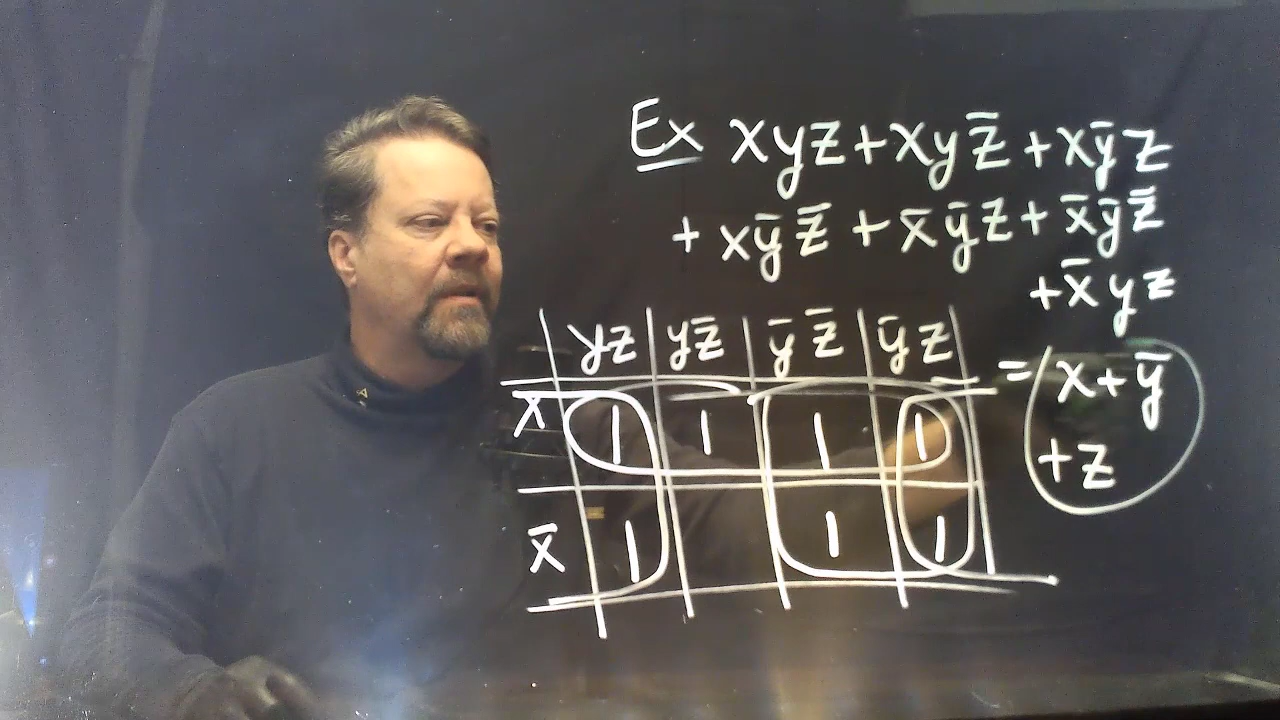 Ex xyz + xyz̄ + xȳz
+ xȳz̄ + x̄ȳz + x̄ȳz̄
+ x̄yz
yz yz̄ ȳz̄ ȳz
x 1 1 1 1
x̄ 1 1 1
= x + ȳ
+ z